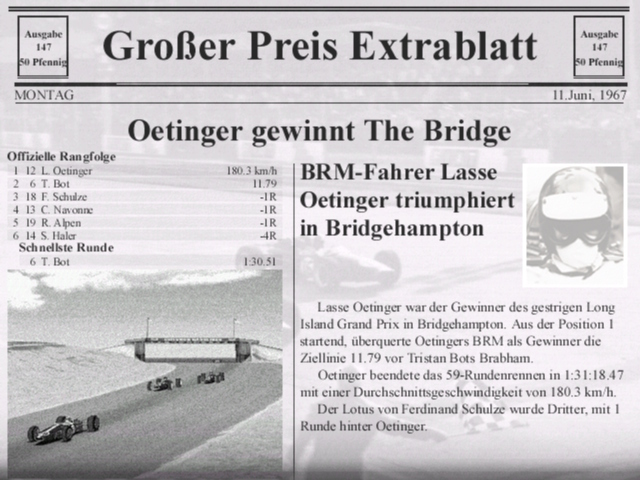 Ausgabe
147
50 Pfennig
Großer Preis Extrablatt
Ausgabe
147
50 Pfennig
MONTAG 11.Juni, 1967
Oetinger gewinnt The Bridge
Offizielle Rangfolge
1 12 L. Oetinger 180.3 km/h
2 6 T. Bot 11.79
3 18 F. Schulze -1R
4 13 C. Navonne -1R
5 19 R. Alpen -1R
6 14 S. Haler -4R
Schnellste Runde
6 T. Bot 1:30.51
BRM-Fahrer Lasse
Oetinger triumphiert
in Bridgehampton
Lasse Oetinger war der Gewinner des gestrigen Long
Island Grand Prix in Bridgehampton. Aus der Position 1
startend, überquerte Oetingers BRM als Gewinner die
Ziellinie 11.79 vor Tristan Bots Brabham.
Oetinger beendete das 59-Rundenrennen in 1:31:18.47
mit einer Durchschnittsgeschwindigkeit von 180.3 km/h.
Der Lotus von Ferdinand Schulze wurde Dritter, mit 1
Runde hinter Oetinger.